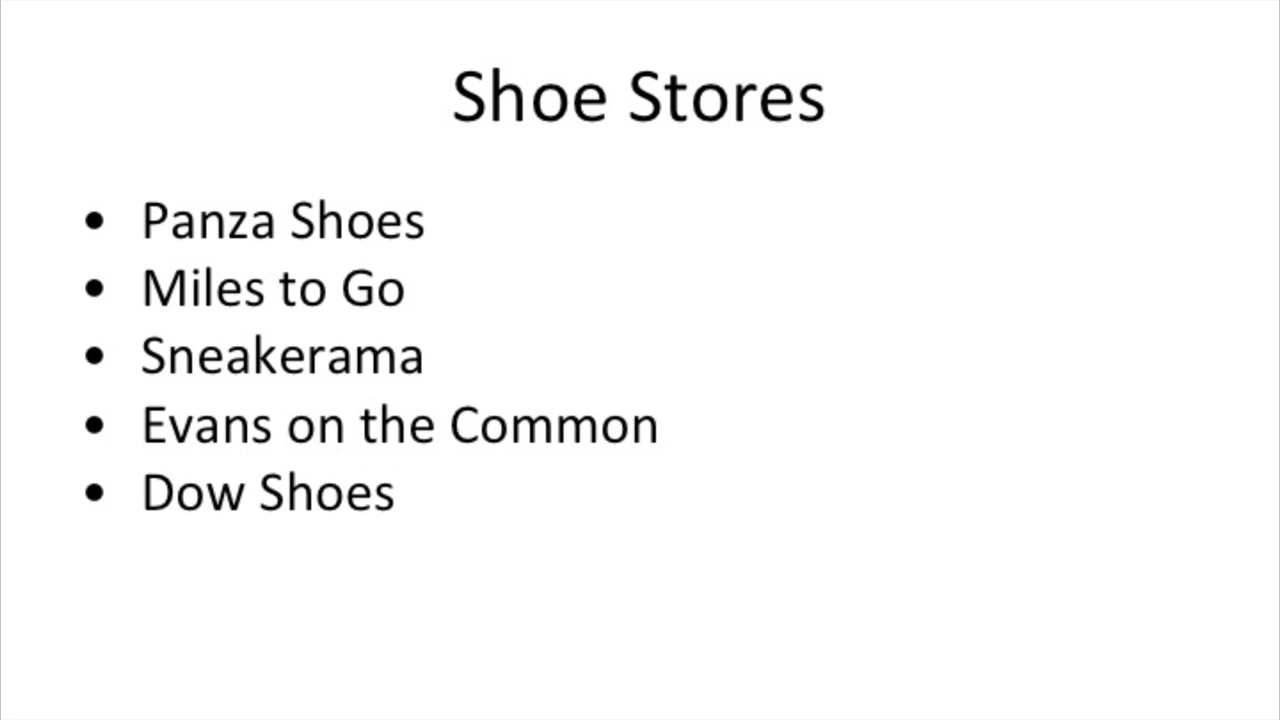 Shoe Stores
• Panza Shoes
• Miles to Go
• Sneakerama
• Evans on the Common
• Dow Shoes